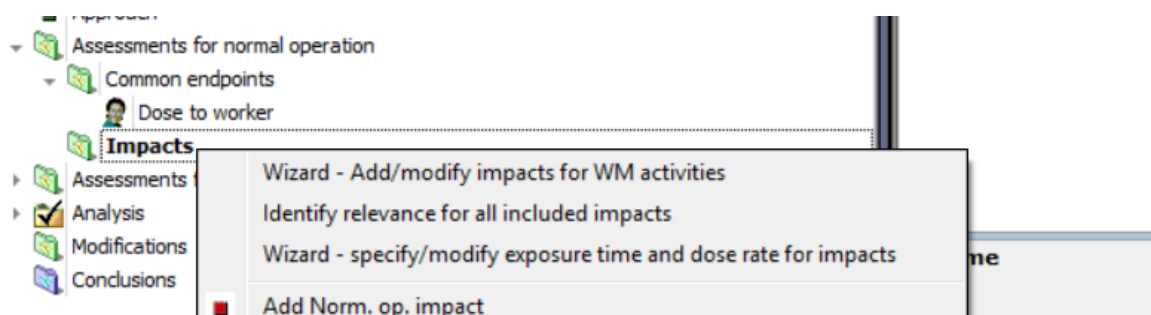 Approach
Assessments for normal operation
Common endpoints
Dose to worker
Impacts
Wizard - Add/modify impacts for WM activities
Assessments
Identify relevance for all included impacts
Analysis
Modifications
Wizard - specify/modify exposure time and dose rate for impacts
me
Conclusions
Add Norm. op. impact